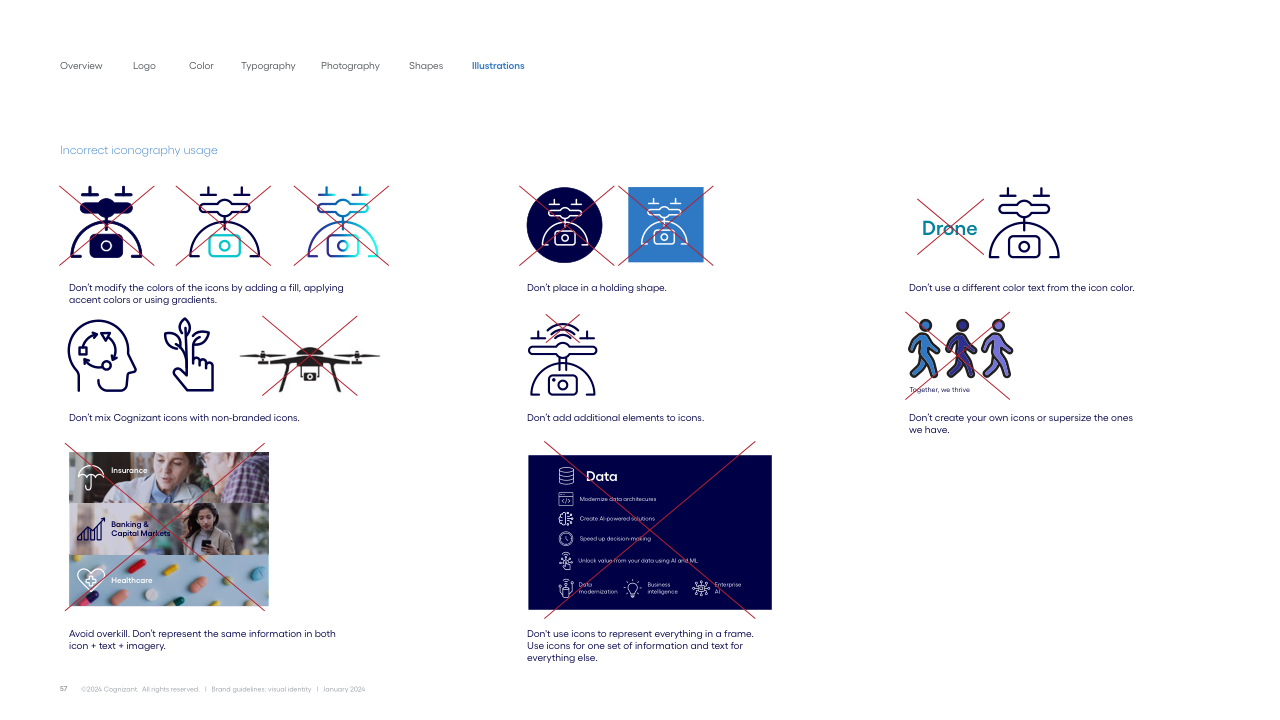 Overview Logo Color Typography Photography Shapes Illustrations
Incorrect iconography usage
Drone
Don't modify the colors of the icons by adding a fill, applying
accent colors or using gradients.
Don't place in a holding shape.
Don't use a different color text from the icon color.
Together, we thrive
Don't mix Cognizant icons with non-branded icons.
Don't add additional elements to icons.
Don't create your own icons or supersize the ones
we have.
Insurance
Banking &
Capital Markets
Healthcare
Data
Modernize data architecures
Create AI-powered solutions
Speed up decision-making
Unlock value from your data using AI and ML
Data
modernization
Business
intelligence
Enterprise
AI
Avoid overkill. Don't represent the same information in both
icon + text + imagery.
Don't use icons to represent everything in a frame.
Use icons for one set of information and text for
everything else.
57 ©2024 Cognizant. All rights reserved. | Brand guidelines: visual identity | January 2024